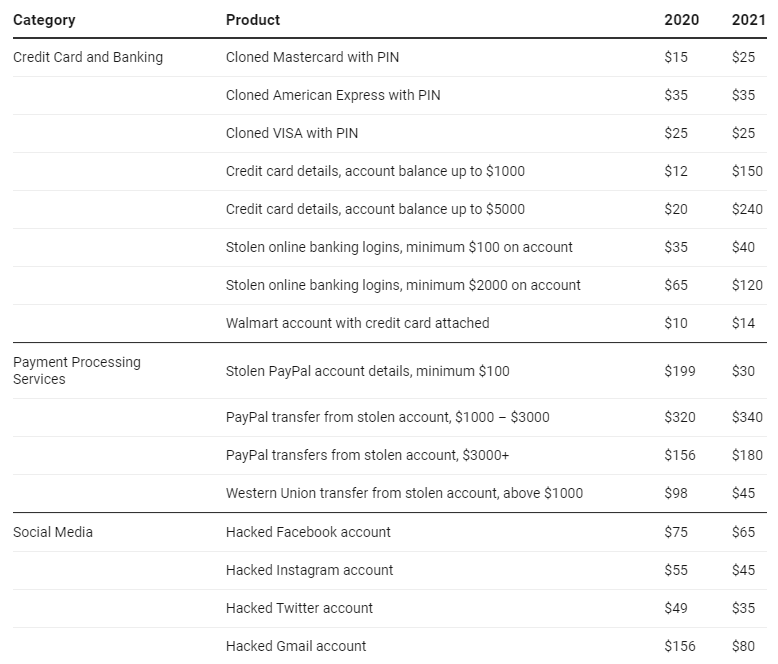 Category Product 2020 2021
Credit Card and Banking Cloned Mastercard with PIN $15 $25
Cloned American Express with PIN $35 $35
Cloned VISA with PIN $25 $25
Credit card details, account balance up to $1000 $12 $150
Credit card details, account balance up to $5000 $20 $240
Stolen online banking logins, minimum $100 on account $35 $40
Stolen online banking logins, minimum $2000 on account $65 $120
Walmart account with credit card attached $10 $14
Payment Processing
Services
Stolen PayPal account details, minimum $100 $199 $30
PayPal transfer from stolen account, $1000 – $3000 $320 $340
PayPal transfers from stolen account, $3000+ $156 $180
Western Union transfer from stolen account, above $1000 $98 $45
Social Media Hacked Facebook account $75 $65
Hacked Instagram account $55 $45
Hacked Twitter account $49 $35
Hacked Gmail account $156 $80